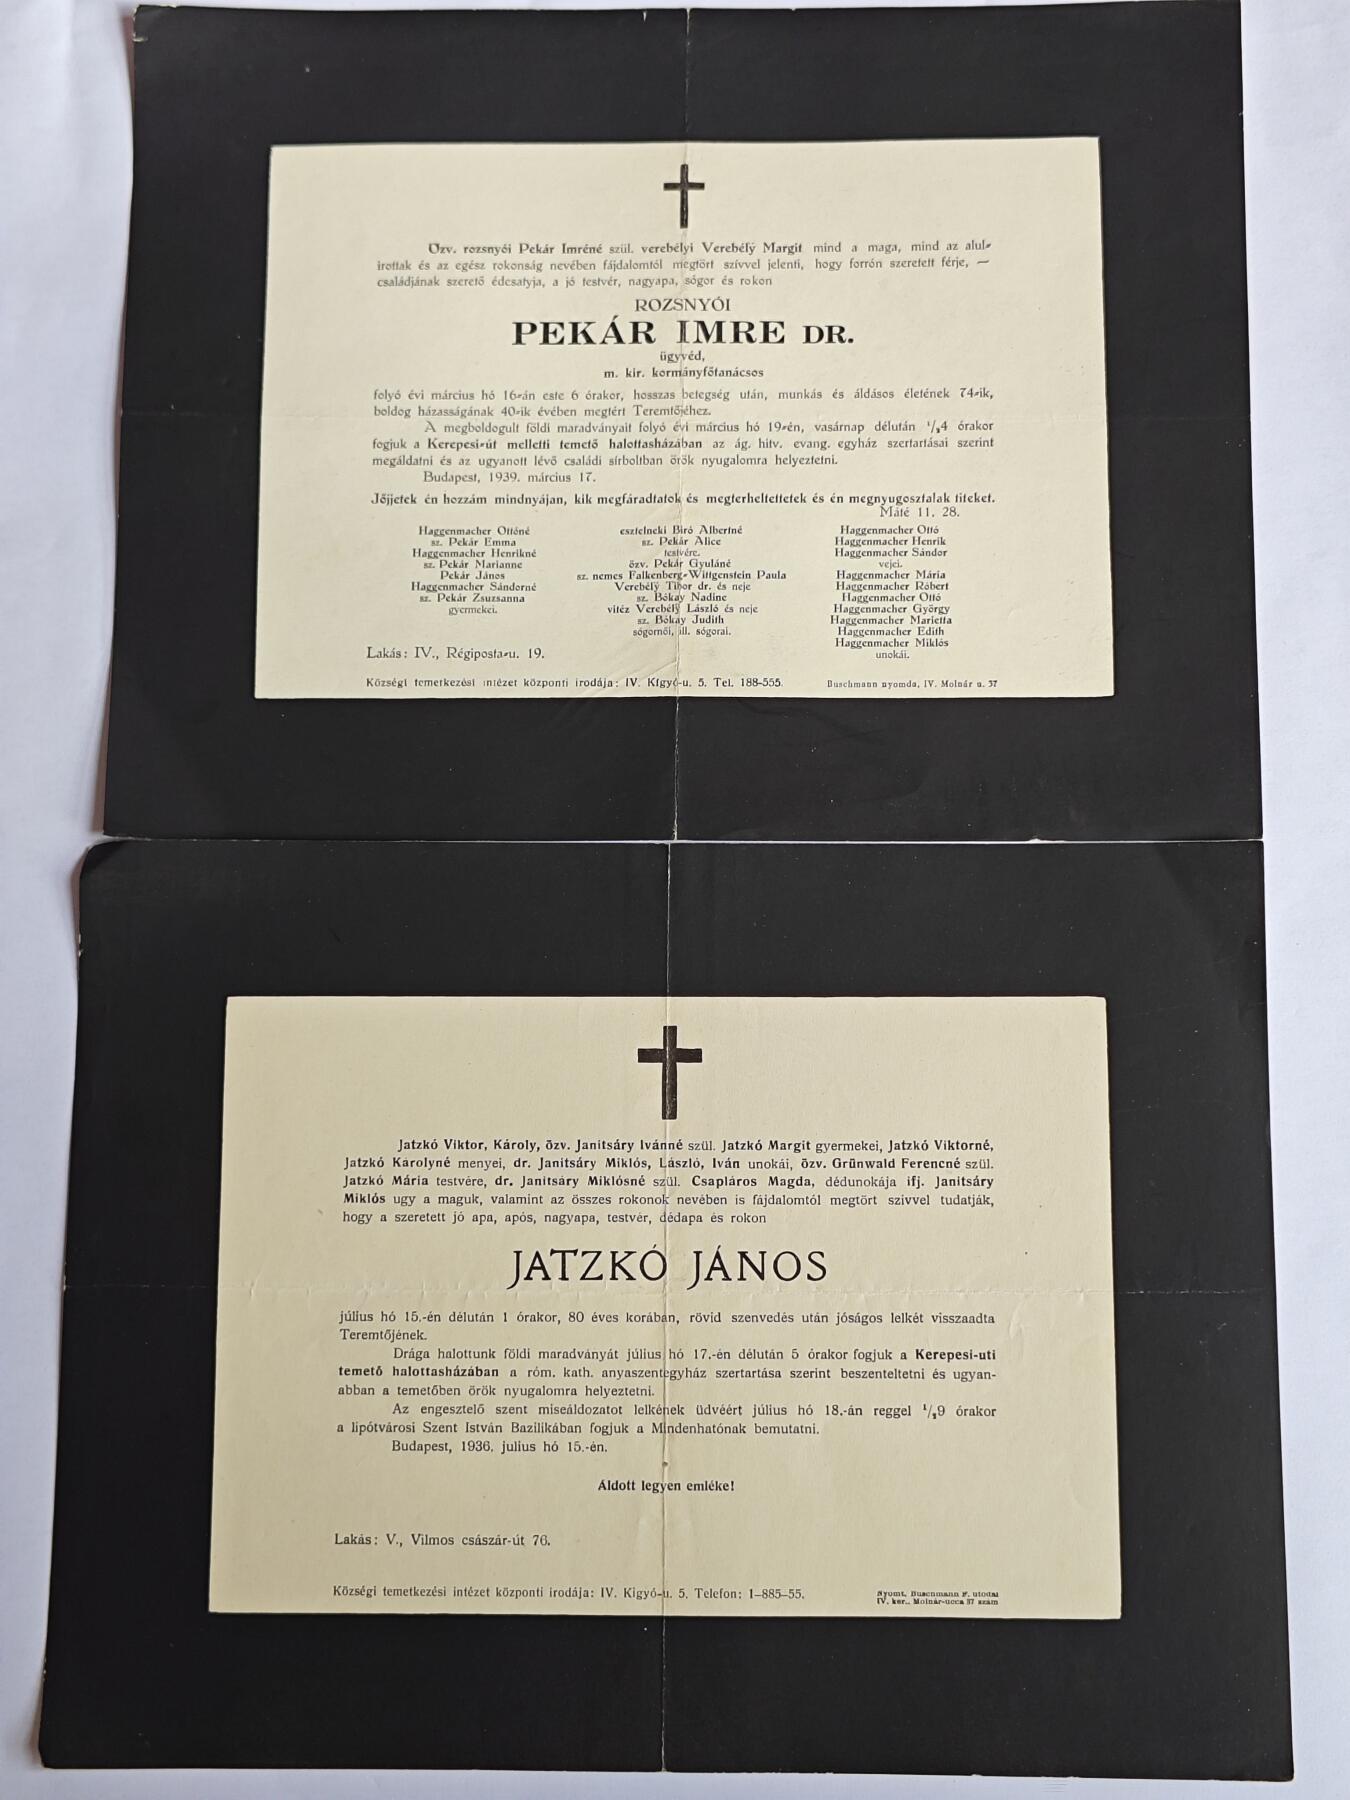 Özv. rozsnyói Pekár Imréné szül. verebélyi Verebélÿ Margit mind a maga, mind az alul-
írottak és az egész rokonság nevében fájdalomtól megtört szívvel jelenti, hogy forrón szeretett férje, —
családjának szerető édesatyja, a jó testvér, nagyapa, sógor és rokon
ROZSNYÓI
PEKÁR IMRE DR.
ügyvéd,
m. kir. kormányfőtanácsos
folyó évi március hó 16-án este 6 órakor, hosszas betegség után, munkás és áldásos életének 74-ik,
boldog házasságának 40-ik évében megtért Teremtőjéhez.
A megboldogult földi maradványait folyó évi március hó 19-én, vasárnap délután ½4 órakor
fogjuk a Kerepesi-út melletti temető halottasházában az ág. hitv. evang. egyház szertartásai szerint
megáldatni és az ugyanott lévő családi sírboltban örök nyugalomra helyeztetni.
Budapest, 1939. március 17.
Jőjjetek én hozzám mindnyájan, kik megfáradtatok és megterheltettetek és én megnyugosztalak titeket.
Máté 11. 28.
Haggenmacher Ottóné
sz. Pekár Emma
Haggenmacher Henrikné
sz. Pekár Marianne
Pekár János
Haggenmacher Sándorné
sz. Pekár Zsuzsanna
gyermekei.
esztelneki Biró Albertné
sz. Pekár Alice
testvére.
özv. Pekár Gyuláné
sz. nemes Falkenberg-Wittgenstein Paula
Verebélÿ Tibor dr. és neje
sz. Bókay Nadine
vitéz Verebélÿ László és neje
sz. Bókay Judith
sógornői, ill. sógorai.
Haggenmacher Ottó
Haggenmacher Henrik
Haggenmacher Sándor
vejei.
Haggenmacher Mária
Haggenmacher Róbert
Haggenmacher Ottó
Haggenmacher György
Haggenmacher Marietta
Haggenmacher Edith
Haggenmacher Miklós
unokái.
Lakás: IV., Régiposta-u. 19.
Községi temetkezési intézet központi irodája: IV. Kígyó-u. 5. Tel. 188-555. Buschmann nyomda, IV. Molnár u. 37
Jatzkó Viktor, Károly, özv. Janitsáry Ivánné szül. Jatzkó Margit gyermekei, Jatzkó Viktorné,
Jatzkó Károlyné menyei, dr. Janitsáry Miklós, László, Iván unokái, özv. Grünwald Ferencné szül.
Jatzkó Mária testvére, dr. Janitsáry Miklósné szül. Csapláros Magda, dédunokája ifj. Janitsáry
Miklós ugy a maguk, valamint az összes rokonok nevében is fájdalomtól megtört szivvel tudatják,
hogy a szeretett jó apa, após, nagyapa, testvér, dédapa és rokon
JATZKÓ JÁNOS
július hó 15.-én délután 1 órakor, 80 éves korában, rövid szenvedés után jóságos lelkét visszaadta
Teremtőjének.
Drága halottunk földi maradványát július hó 17.-én délután 5 órakor fogjuk a Kerepesi-uti
temető halottasházában a róm. kath. anyaszentegyház szertartása szerint beszenteltetni és ugyan-
abban a temetőben örök nyugalomra helyeztetni.
Az engesztelő szent miseáldozatot lelkének üdvéért július hó 18.-án reggel ½9 órakor
a lipótvárosi Szent István Bazilikában fogjuk a Mindenhatónak bemutatni.
Budapest, 1936. julius hó 15.-én.
Áldott legyen emléke!
Lakás: V., Vilmos császár-út 76.
Községi temetkezési intézet központi irodája: IV. Kigyó-u. 5. Telefon: 1-885-55.
Nyomt. Buschmann F. utódai
IV. ker., Molnár-ucca 37 szám